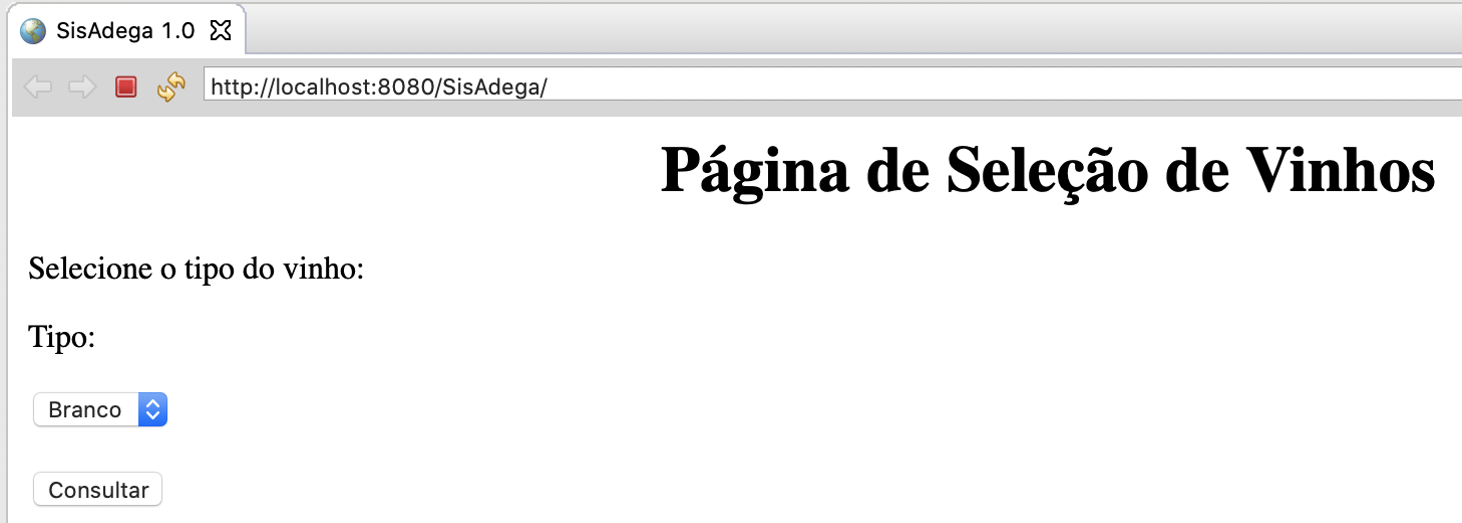 SisAdega 1.0
http://localhost:8080/SisAdega/
Página de Seleção de Vinhos
Selecione o tipo do vinho:
Tipo:
Branco
Consultar